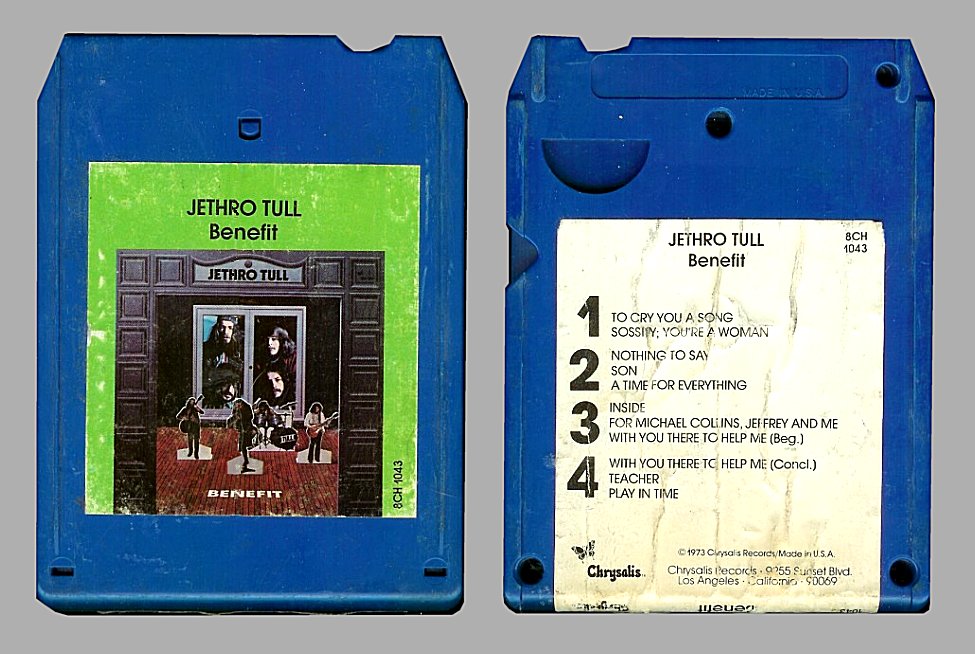 JETHRO TULL
Benefit
JETHRO TULL
BENEFIT
8CH 1043
MADE IN U.S.A.
JETHRO TULL
Benefit
8CH
1043
1
TO CRY YOU A SONG
SOSSITY; YOU'RE A WOMAN
2
NOTHING TO SAY
SON
A TIME FOR EVERYTHING
3
INSIDE
FOR MICHAEL COLLINS, JEFFREY AND ME
WITH YOU THERE TO HELP ME (Beg.)
4
WITH YOU THERE TO HELP ME (Concl.)
TEACHER
PLAY IN TIME
© 1973 Chrysalis Records/Made in U.S.A.
Chrysalis
Chrysalis Records · 9255 Sunset Blvd.
Los Angeles · California · 90069
Chrysalis
Benefit
1043